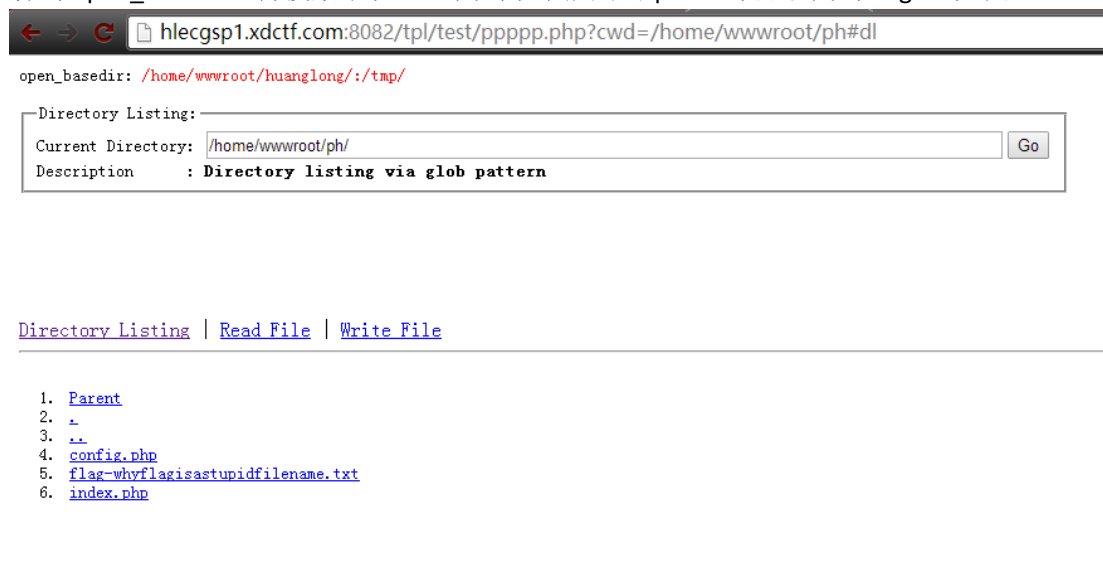 hlecgsp1.xdctf.com:8082/tpl/test/ppppp.php?cwd=/home/wwwroot/ph#dl
open_basedir: /home/wwwroot/huanglong/:/tmp/
Directory Listing:
Current Directory: /home/wwwroot/ph/ Go
Description : Directory listing via glob pattern
Directory Listing | Read File | Write File
1. Parent
2. .
3. ..
4. config.php
5. flag-whyflagisastupidfilename.txt
6. index.php